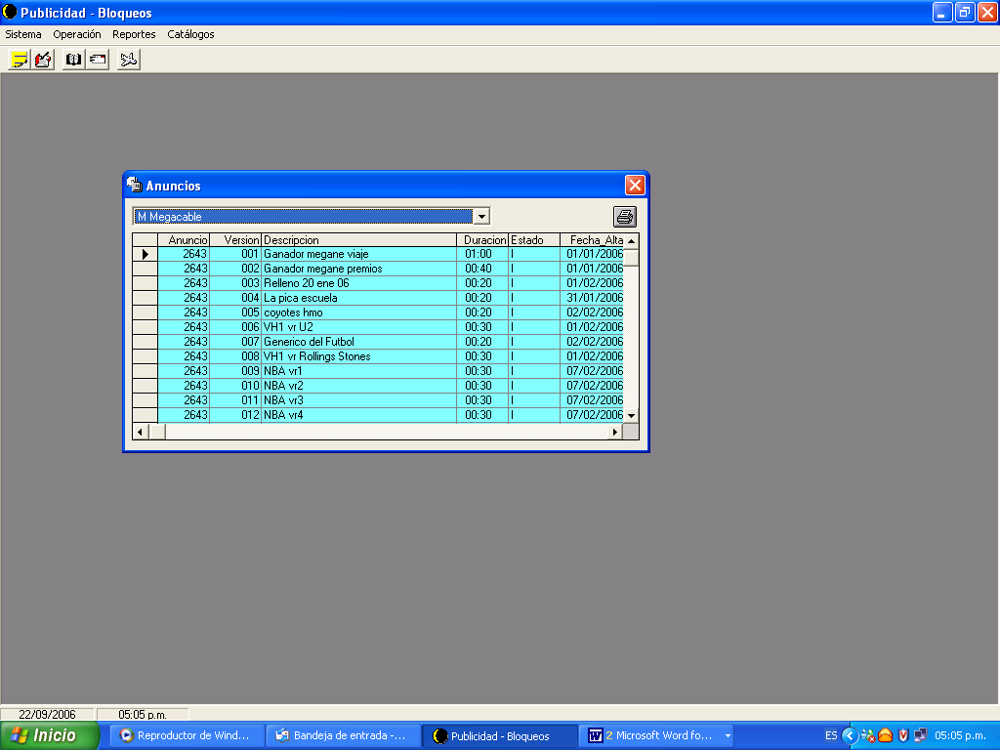 Publicidad - Bloqueos
Sistema Operación Reportes Catálogos
Anuncios
M Megacable
Anuncio Version Descripcion Duracion Estado Fecha_Alta
2643 001 Ganador megane viaje 01:00 I 01/01/2006
2643 002 Ganador megane premios 00:40 I 01/01/2006
2643 003 Relleno 20 ene 06 00:20 I 01/02/2006
2643 004 La pica escuela 00:20 I 31/01/2006
2643 005 coyotes hmo 00:20 I 02/02/2006
2643 006 VH1 vr U2 00:30 I 01/02/2006
2643 007 Generico del Futbol 00:20 I 02/02/2006
2643 008 VH1 vr Rollings Stones 00:30 I 01/02/2006
2643 009 NBA vr1 00:30 I 07/02/2006
2643 010 NBA vr2 00:30 I 07/02/2006
2643 011 NBA vr3 00:30 I 07/02/2006
2643 012 NBA vr4 00:30 I 07/02/2006
22/09/2006 05:05 p.m.
Inicio Reproductor de Wind... Bandeja de entrada -... Publicidad - Bloqueos 2 Microsoft Word fo... ES 05:05 p.m.